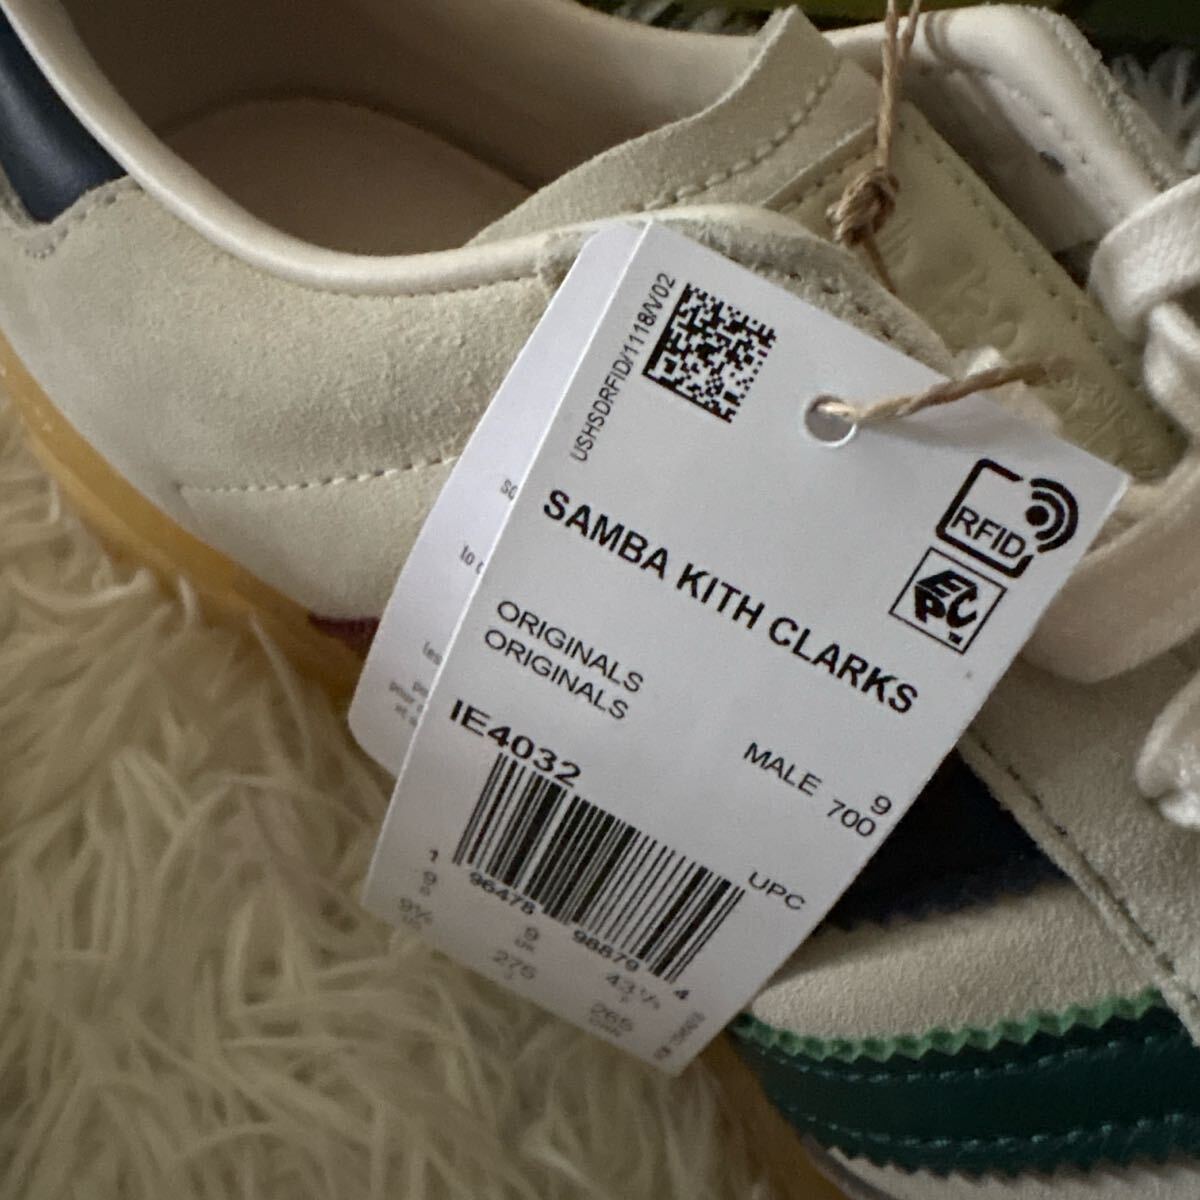 USHSDRFID/1118/V02
RFID
EPC
SAMBA KITH CLARKS
ORIGINALS
ORIGINALS
IE4032
MALE 9
700
UPC
1 96478 98879 4
9 9 43⅓
9½ 275 265